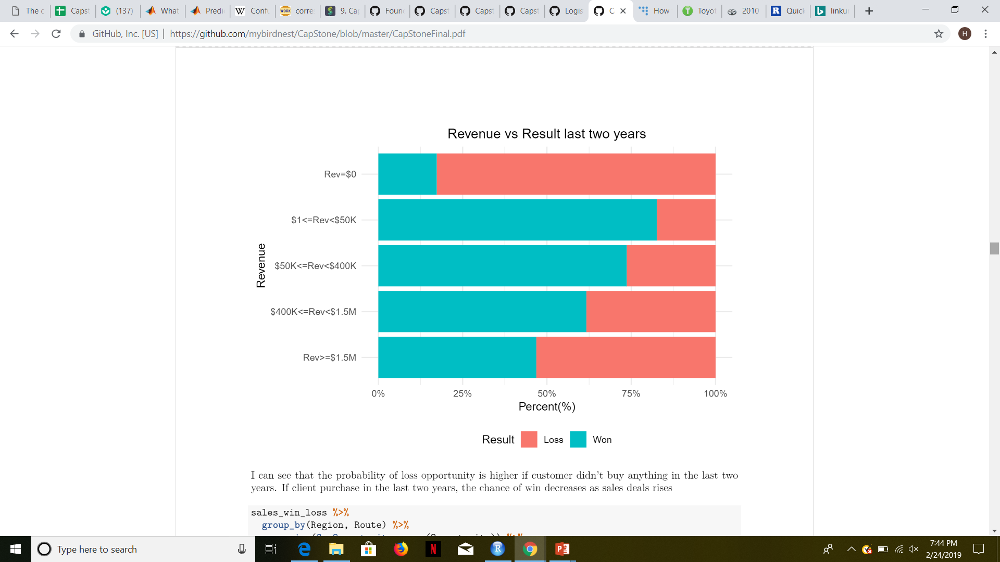 The c
Capst
(137)
What
Predi
W
Confu
WORK
corre
9. Ca
Foun
Capst
Capst
Capst
Logis
C
How
T
Toyot
2010
R
Quick
b
linkur
GitHub, Inc. [US] | https://github.com/mybirdnest/CapStone/blob/master/CapStoneFinal.pdf
H
Revenue vs Result last two years
Rev=$0
$1<=Rev<$50K
$50K<=Rev<$400K
$400K<=Rev<$1.5M
Rev>=$1.5M
Revenue
0% 25% 50% 75% 100%
Percent(%)
Result Loss Won
I can see that the probability of loss opportunity is higher if customer didn't buy anything in the last two
years. If client purchase in the last two years, the chance of win decreases as sales deals rises
sales_win_loss %>%
group_by(Region, Route) %>%
Type here to search
N
R
P
7:44 PM
2/24/2019